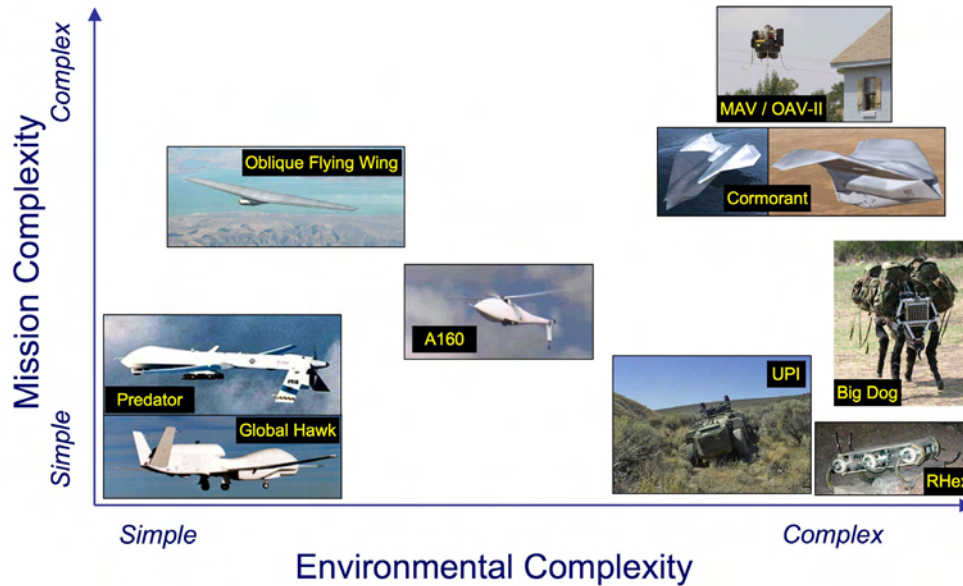 Complex
Mission Complexity
Simple
MAV / OAV-II
Oblique Flying Wing
Cormorant
A160
Predator
UPI
Big Dog
Global Hawk
RHex
Simple
Complex
Environmental Complexity